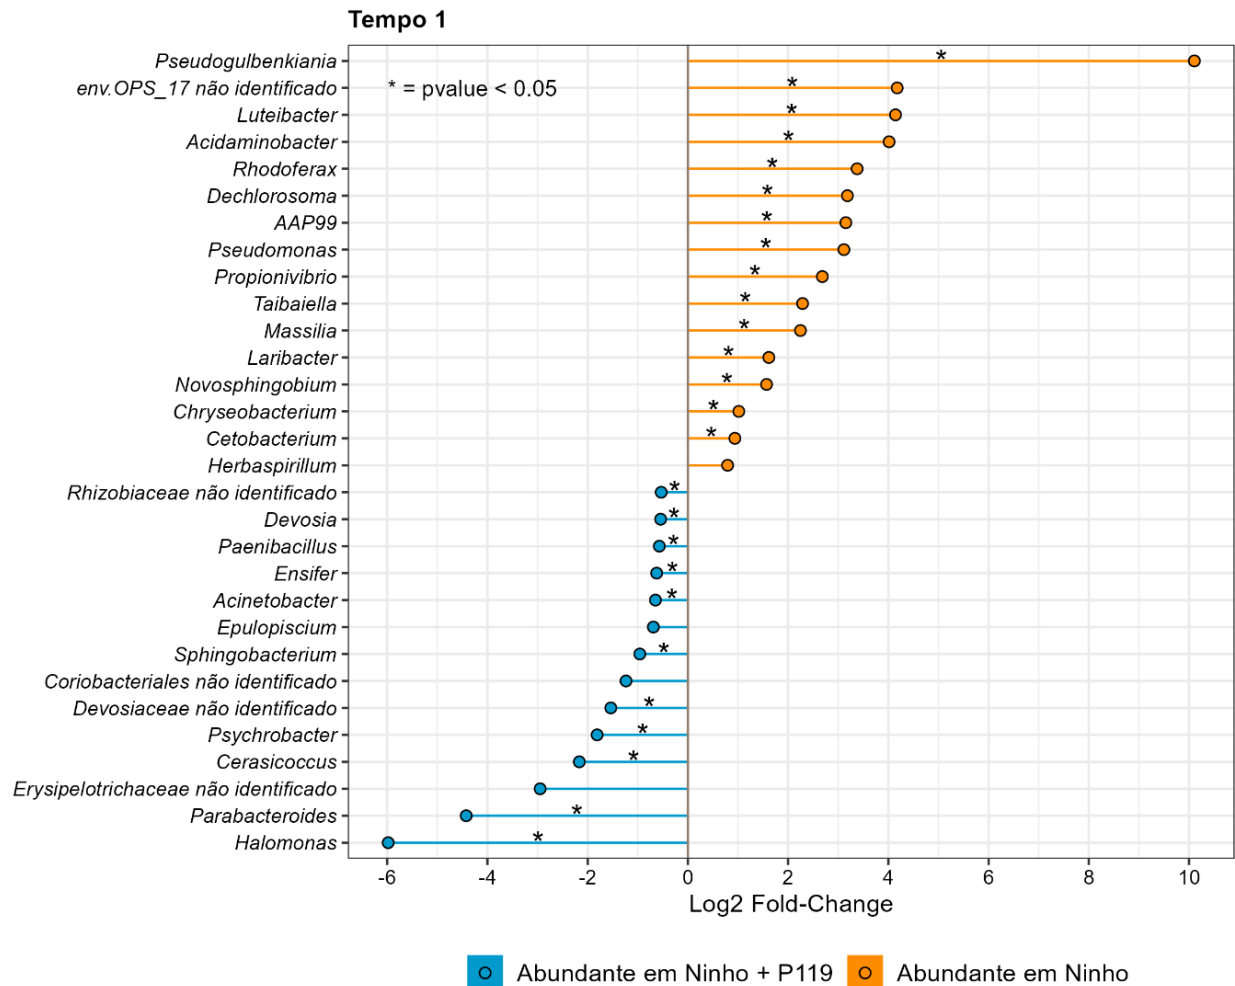 Tempo 1
Pseudogulbenkiania
* = pvalue < 0.05
env.OPS_17 não identificado
Luteibacter
Acidaminobacter
Rhodoferax
Dechlorosoma
AAP99
Pseudomonas
Propionivibrio
Taibaiella
Massilia
Laribacter
Novosphingobium
Chryseobacterium
Cetobacterium
Herbaspirillum
Rhizobiaceae não identificado
Devosia
Paenibacillus
Ensifer
Acinetobacter
Epulopiscium
Sphingobacterium
Coriobacteriales não identificado
Devosiaceae não identificado
Psychrobacter
Cerasicoccus
Erysipelotrichaceae não identificado
Parabacteroides
Halomonas
-6 -4 -2 0 2 4 6 8 10
Log2 Fold-Change
Abundante em Ninho + P119 Abundante em Ninho